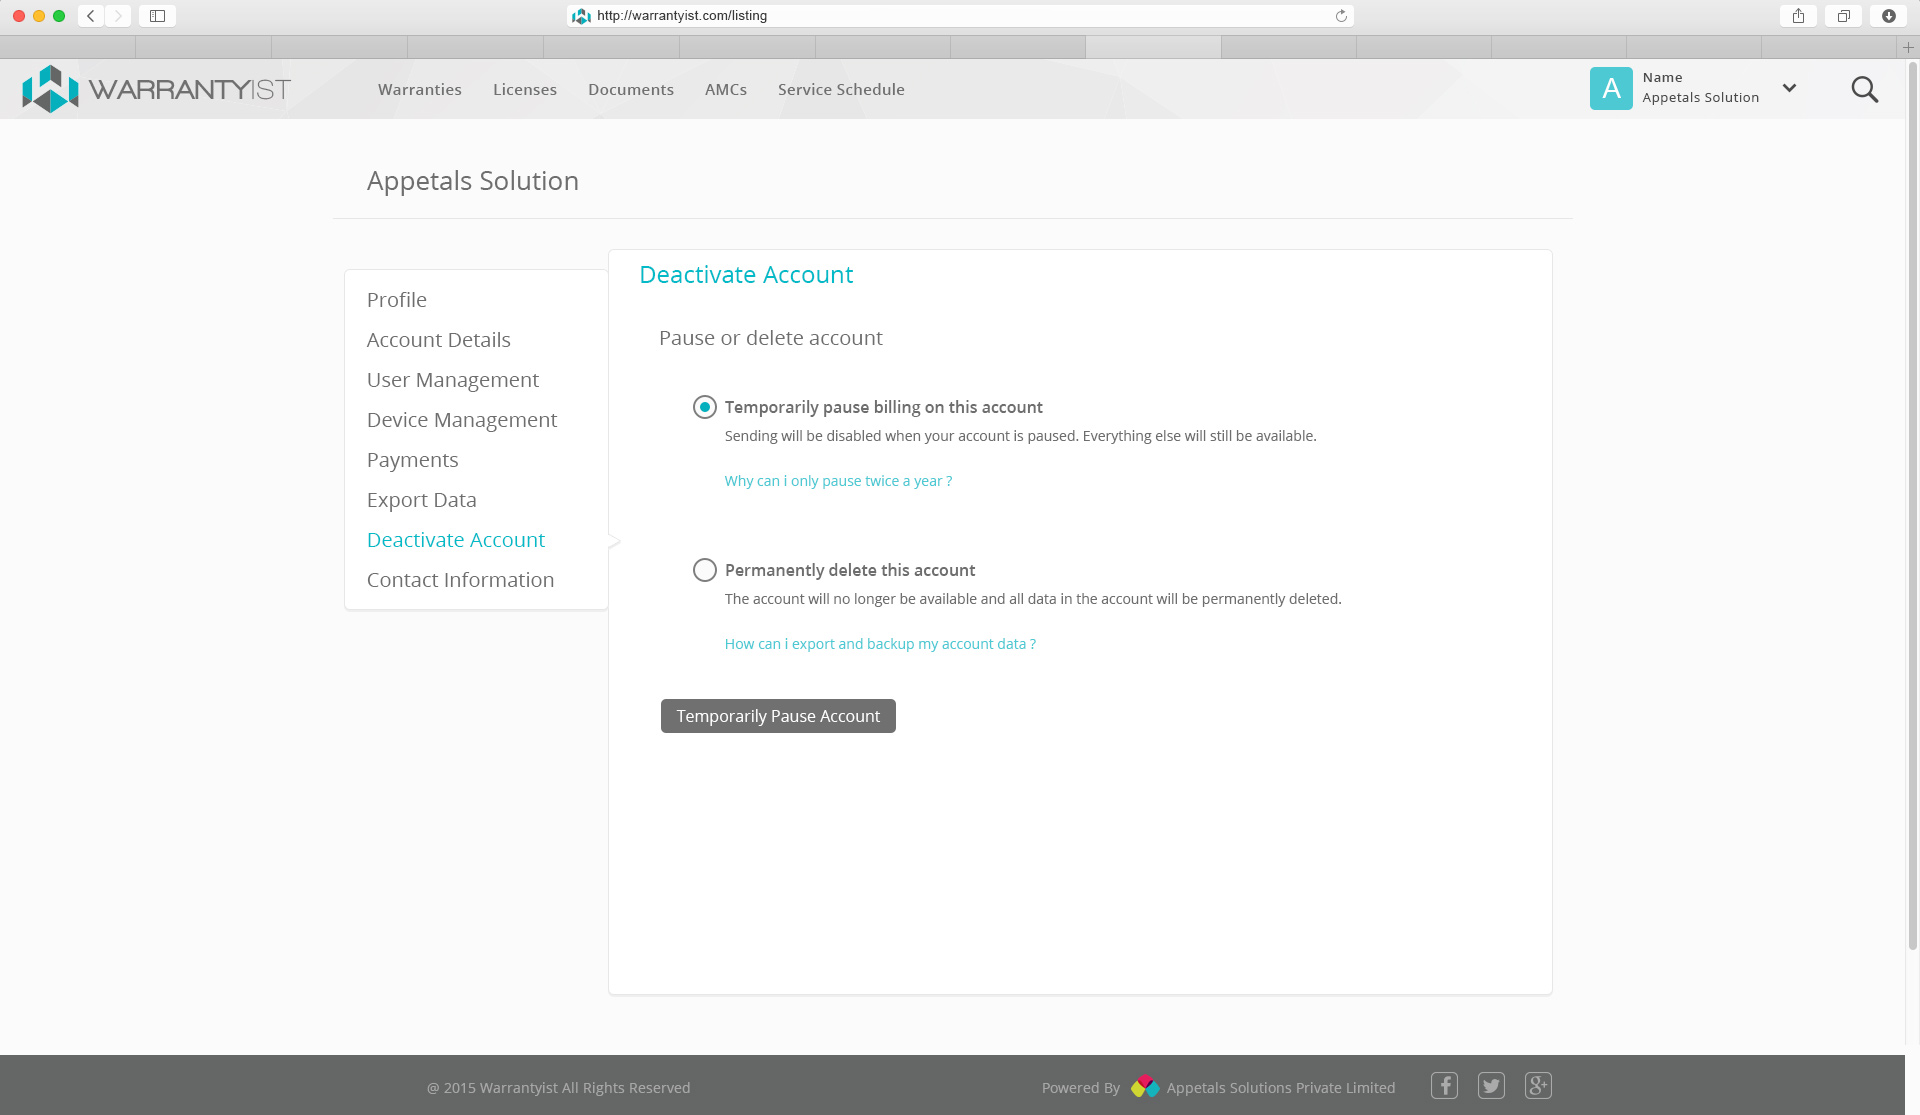 http://warrantyist.com/listing
WARRANTYIST
Warranties
Licenses
Documents
AMCs
Service Schedule
A
Name
Appetals Solution
Appetals Solution
Profile
Account Details
User Management
Device Management
Payments
Export Data
Deactivate Account
Contact Information
Deactivate Account
Pause or delete account
Temporarily pause billing on this account
Sending will be disabled when your account is paused. Everything else will still be available.
Why can i only pause twice a year ?
Permanently delete this account
The account will no longer be available and all data in the account will be permanently deleted.
How can i export and backup my account data ?
Temporarily Pause Account
@ 2015 Warrantyist All Rights Reserved
Powered By
Appetals Solutions Private Limited